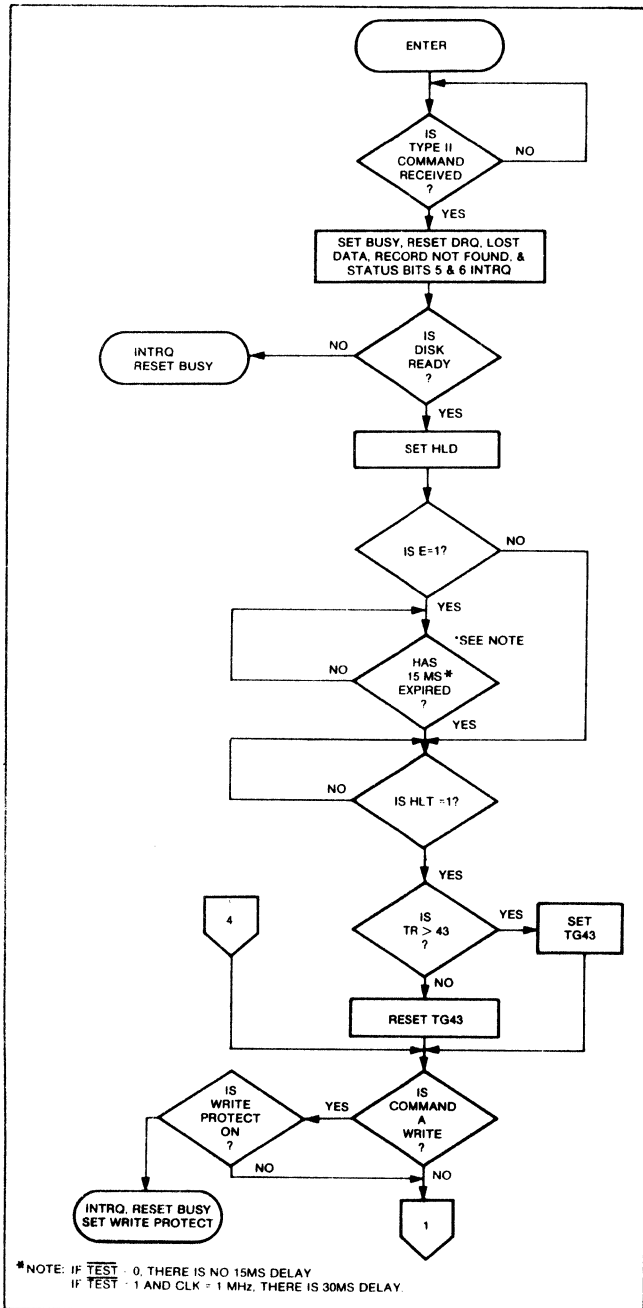 ENTER
IS
TYPE II
COMMAND
RECEIVED
?
NO
YES
SET BUSY, RESET DRQ, LOST
DATA, RECORD NOT FOUND, &
STATUS BITS 5 & 6 INTRQ
IS
DISK
READY
?
NO
INTRQ
RESET BUSY
YES
SET HLD
IS E=1?
NO
YES
*SEE NOTE
HAS
15 MS*
EXPIRED
?
NO
YES
IS HLT =1?
NO
YES
4
IS
TR > 43
?
YES
SET
TG43
NO
RESET TG43
IS
COMMAND
A
WRITE
?
YES
IS
WRITE
PROTECT
ON
?
NO
NO
INTRQ, RESET BUSY
SET WRITE PROTECT
1
*NOTE: IF TEST = 0, THERE IS NO 15MS DELAY
IF TEST = 1 AND CLK = 1 MHz, THERE IS 30MS DELAY.